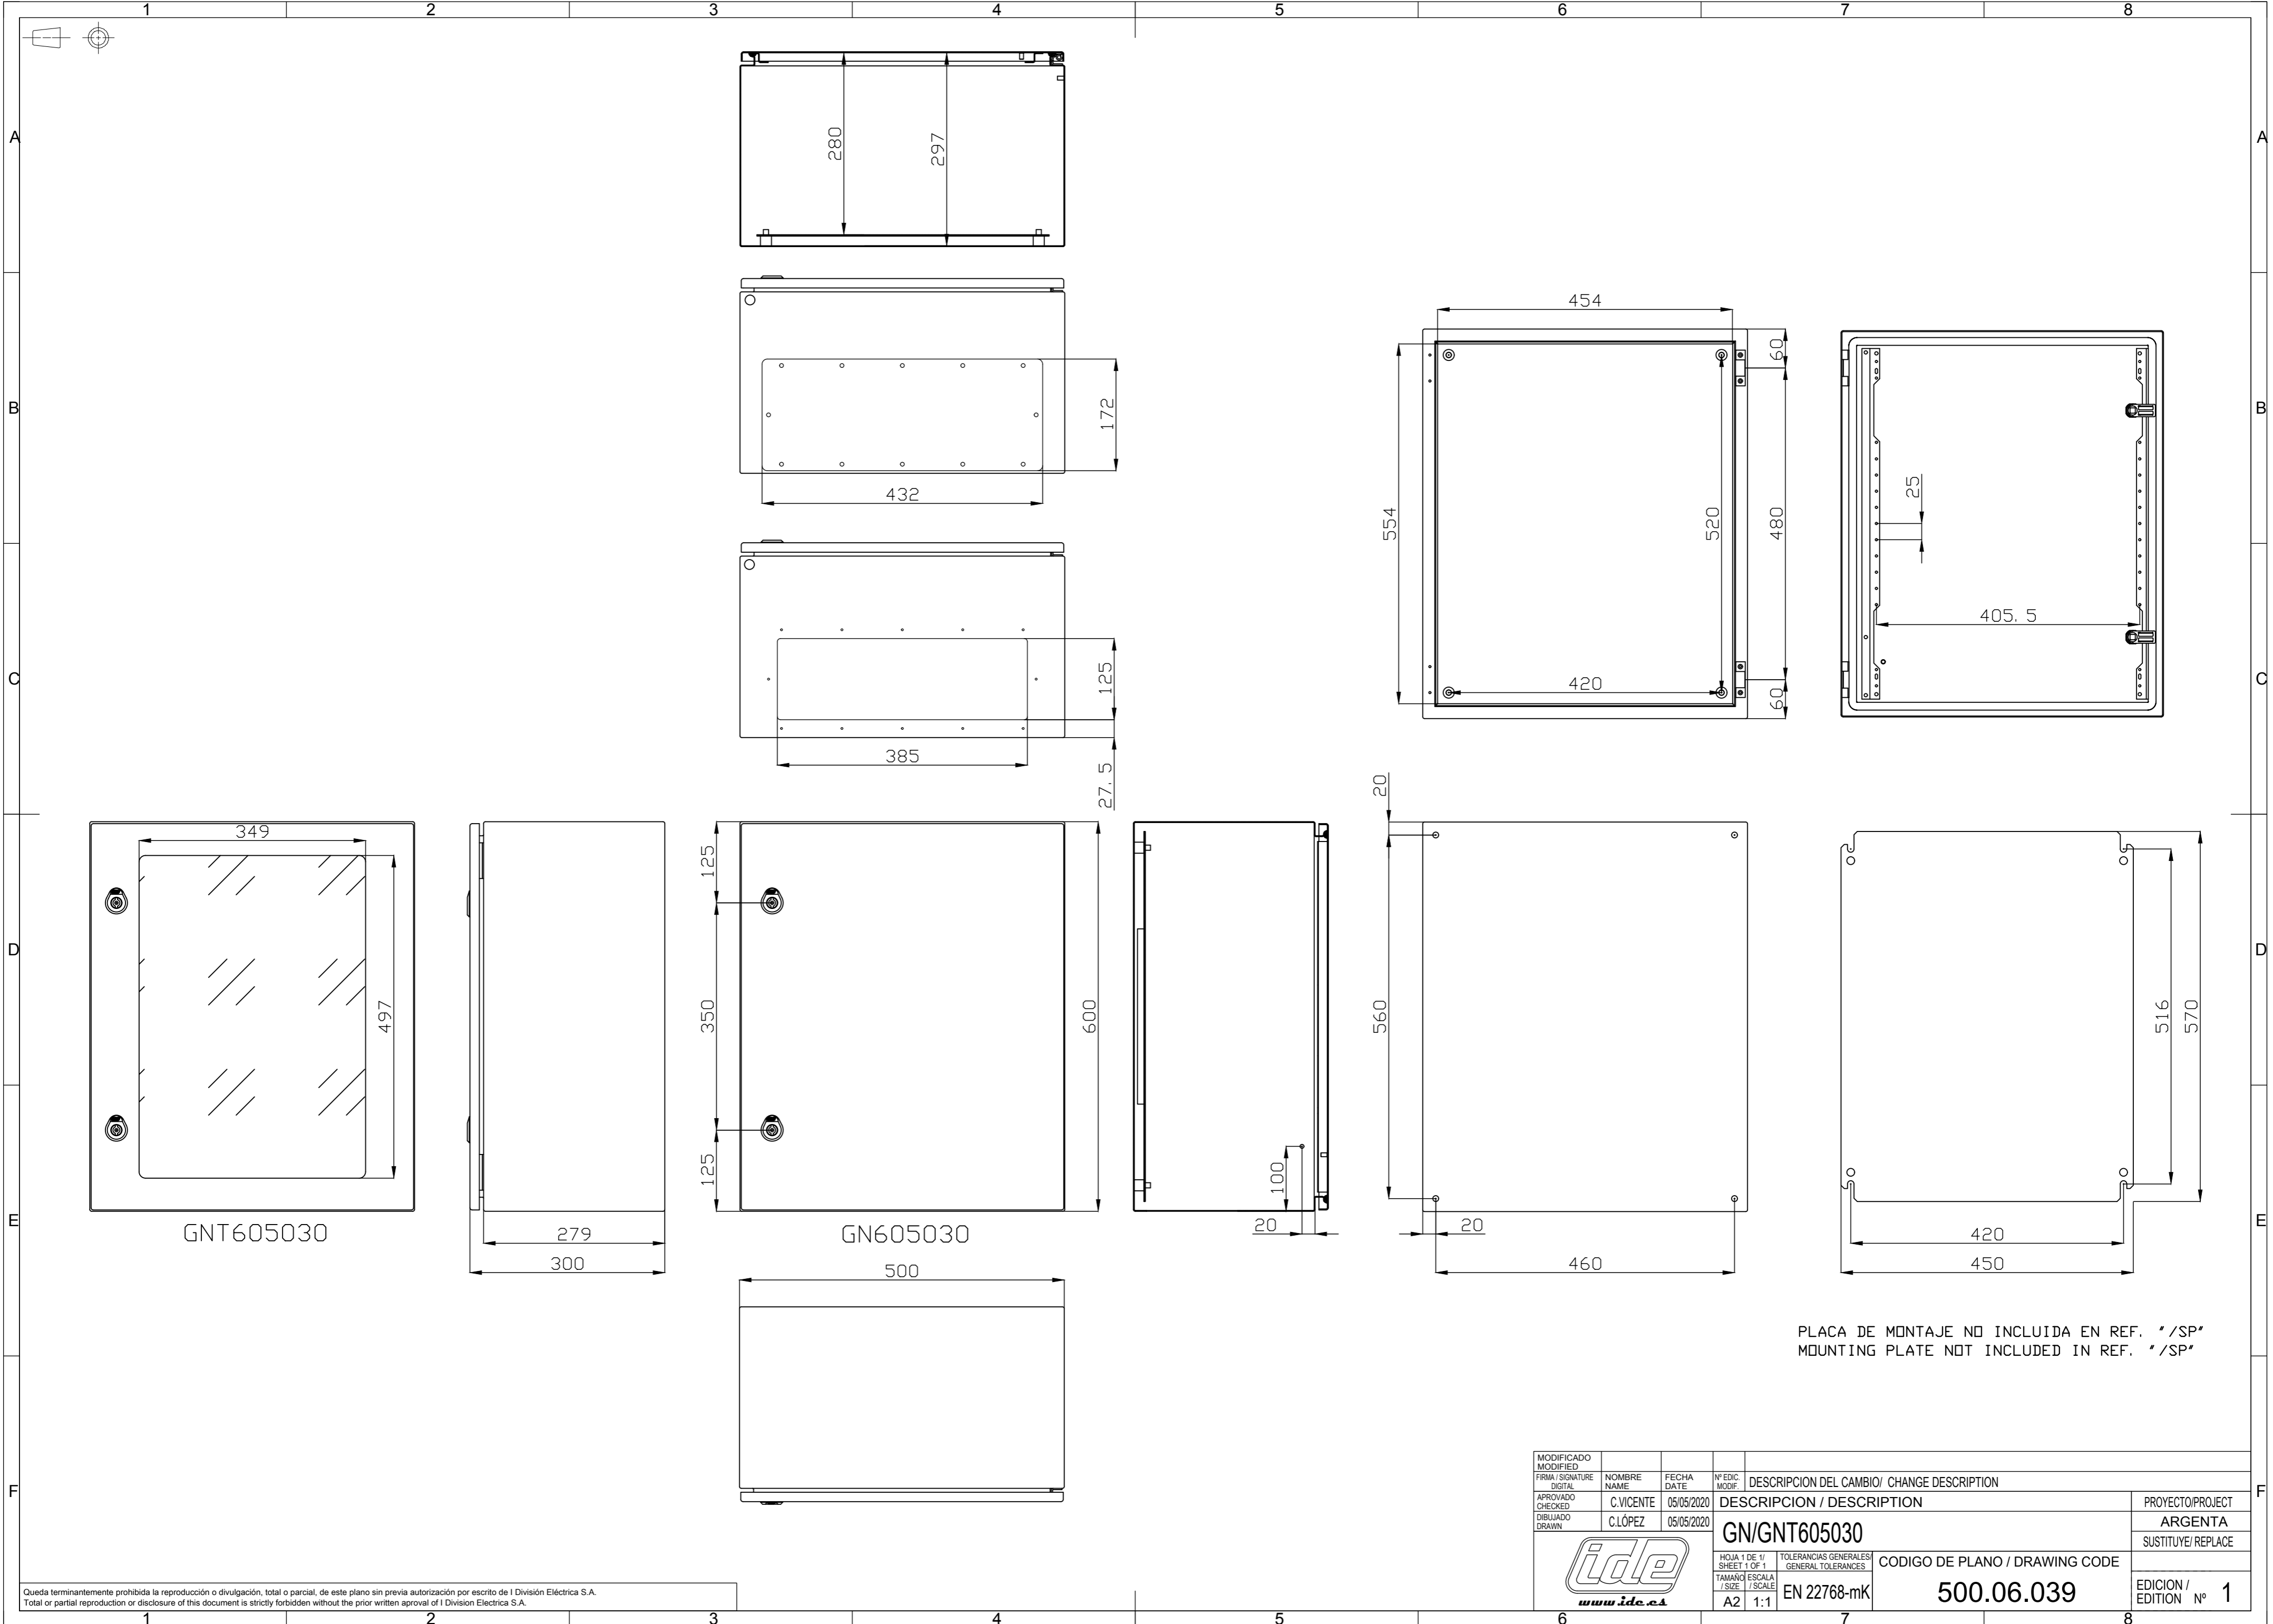 1 2 3 4 5 6 7 8
A A
B B
C C
D D
E E
F F
280
297
172
432
125
385
27. 5
454
60
554
520
480
420
60
25
405. 5
349
497
GNT605030
279
300
125
350
125
600
GN605030
500
100
20
20
560
20
460
516
570
420
450
PLACA DE MONTAJE NO INCLUIDA EN REF. "/SP"
MOUNTING PLATE NOT INCLUDED IN REF. "/SP"
MODIFICADO
MODIFIED
FIRMA / SIGNATURE
DIGITAL
NOMBRE
NAME
FECHA
DATE
Nº EDIC.
MODIF.
DESCRIPCION DEL CAMBIO/ CHANGE DESCRIPTION
APROVADO
CHECKED
C.VICENTE
05/05/2020
DESCRIPCION / DESCRIPTION
PROYECTO/PROJECT
DIBUJADO
DRAWN
C.LÓPEZ
05/05/2020
GN/GNT605030
ARGENTA
SUSTITUYE/ REPLACE
ide
www.ide.es
HOJA 1 DE 1/
SHEET 1 OF 1
TOLERANCIAS GENERALES/
GENERAL TOLERANCES
CODIGO DE PLANO / DRAWING CODE
TAMAÑO
/ SIZE
ESCALA
/ SCALE
EN 22768-mK
500.06.039
A2
1:1
EDICION /
EDITION Nº 1
Queda terminantemente prohibida la reproducción o divulgación, total o parcial, de este plano sin previa autorización por escrito de I División Eléctrica S.A.
Total or partial reproduction or disclosure of this document is strictly forbidden without the prior written aproval of I Division Electrica S.A.
1 2 3 4 5 6 7 8